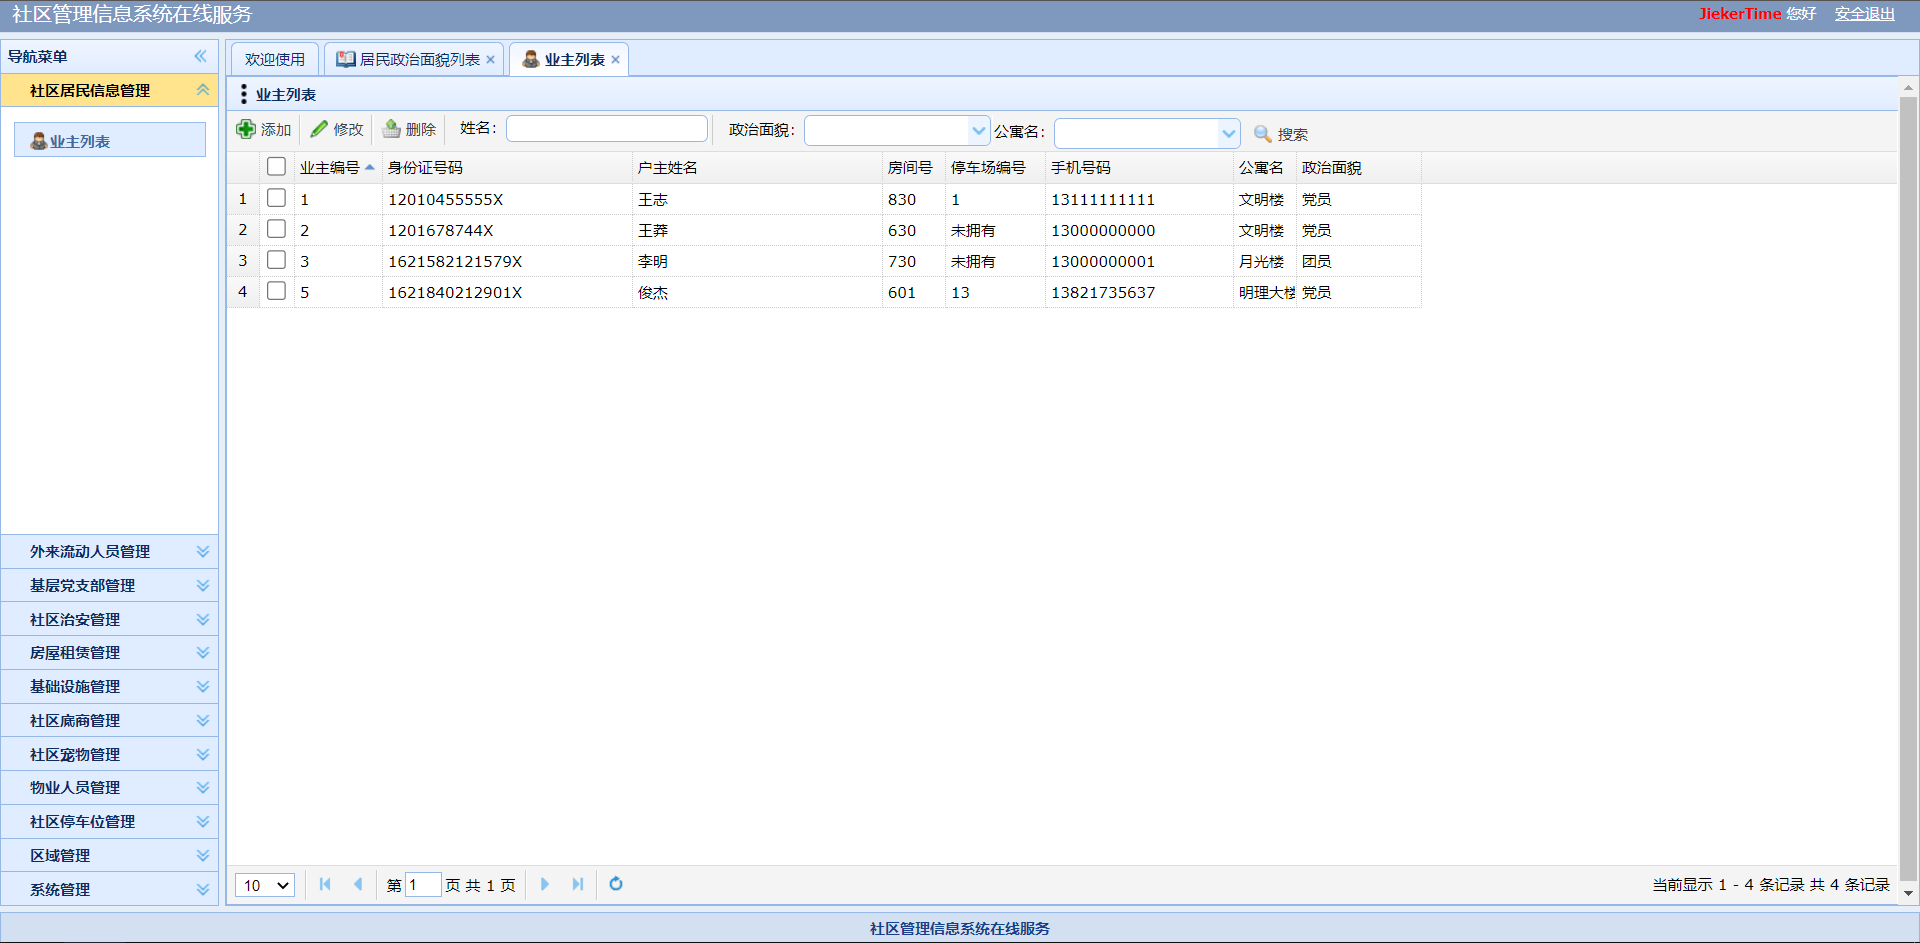 社区管理信息系统在线服务
JiekerTime 您好 安全退出
导航菜单
社区居民信息管理
业主列表
外来流动人员管理
基层党支部管理
社区治安管理
房屋租赁管理
基础设施管理
社区底商管理
社区宠物管理
物业人员管理
社区停车位管理
区域管理
系统管理
欢迎使用 居民政治面貌列表 业主列表
业主列表
添加 修改 删除 姓名: 政治面貌: 公寓名: 搜索
业主编号 身份证号码 户主姓名 房间号 停车场编号 手机号码 公寓名 政治面貌
1 1 12010455555X 王志 830 1 13111111111 文明楼 党员
2 2 1201678744X 王莽 630 未拥有 13000000000 文明楼 党员
3 3 1621582121579X 李明 730 未拥有 13000000001 月光楼 团员
4 5 1621840212901X 俊杰 601 13 13821735637 明理大楼 党员
10 第 1 页 共 1 页 当前显示 1 - 4 条记录 共 4 条记录
社区管理信息系统在线服务